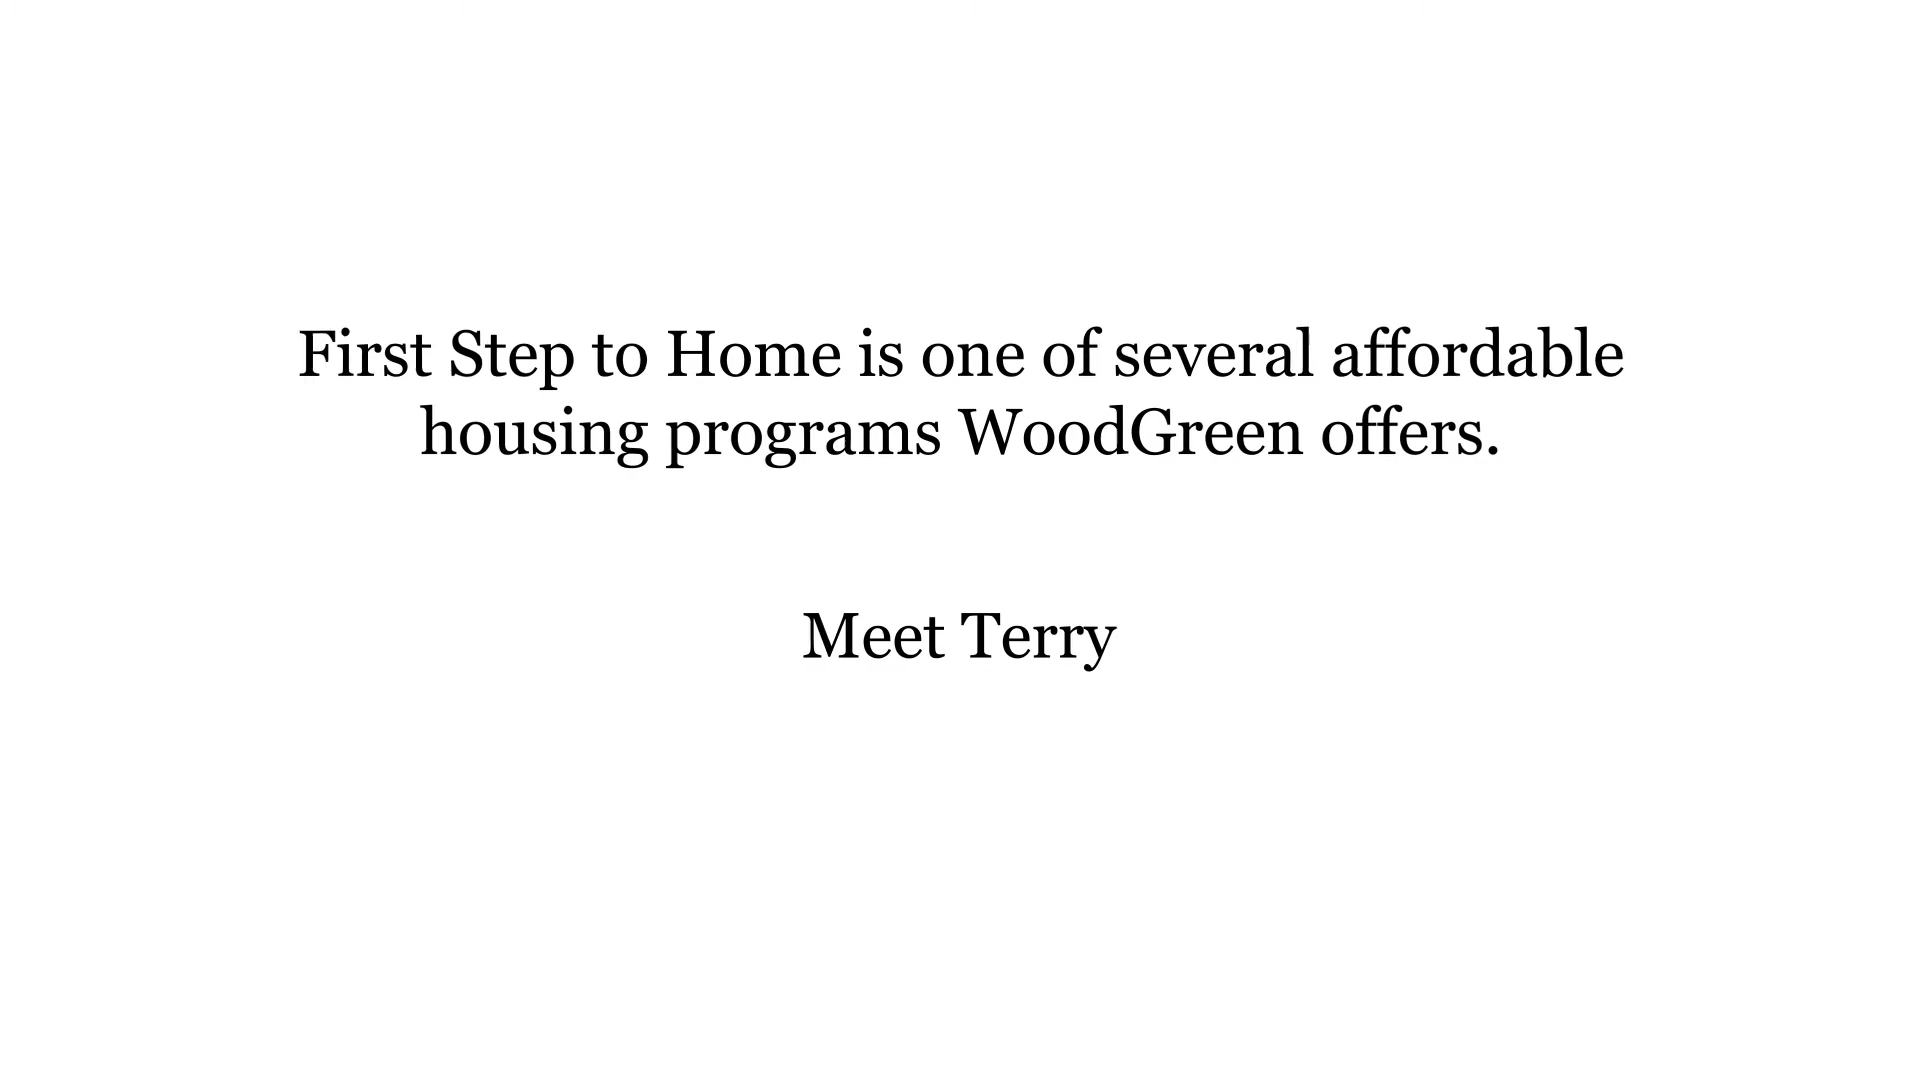 First Step to Home is one of several affordable
housing programs WoodGreen offers.
Meet Terry